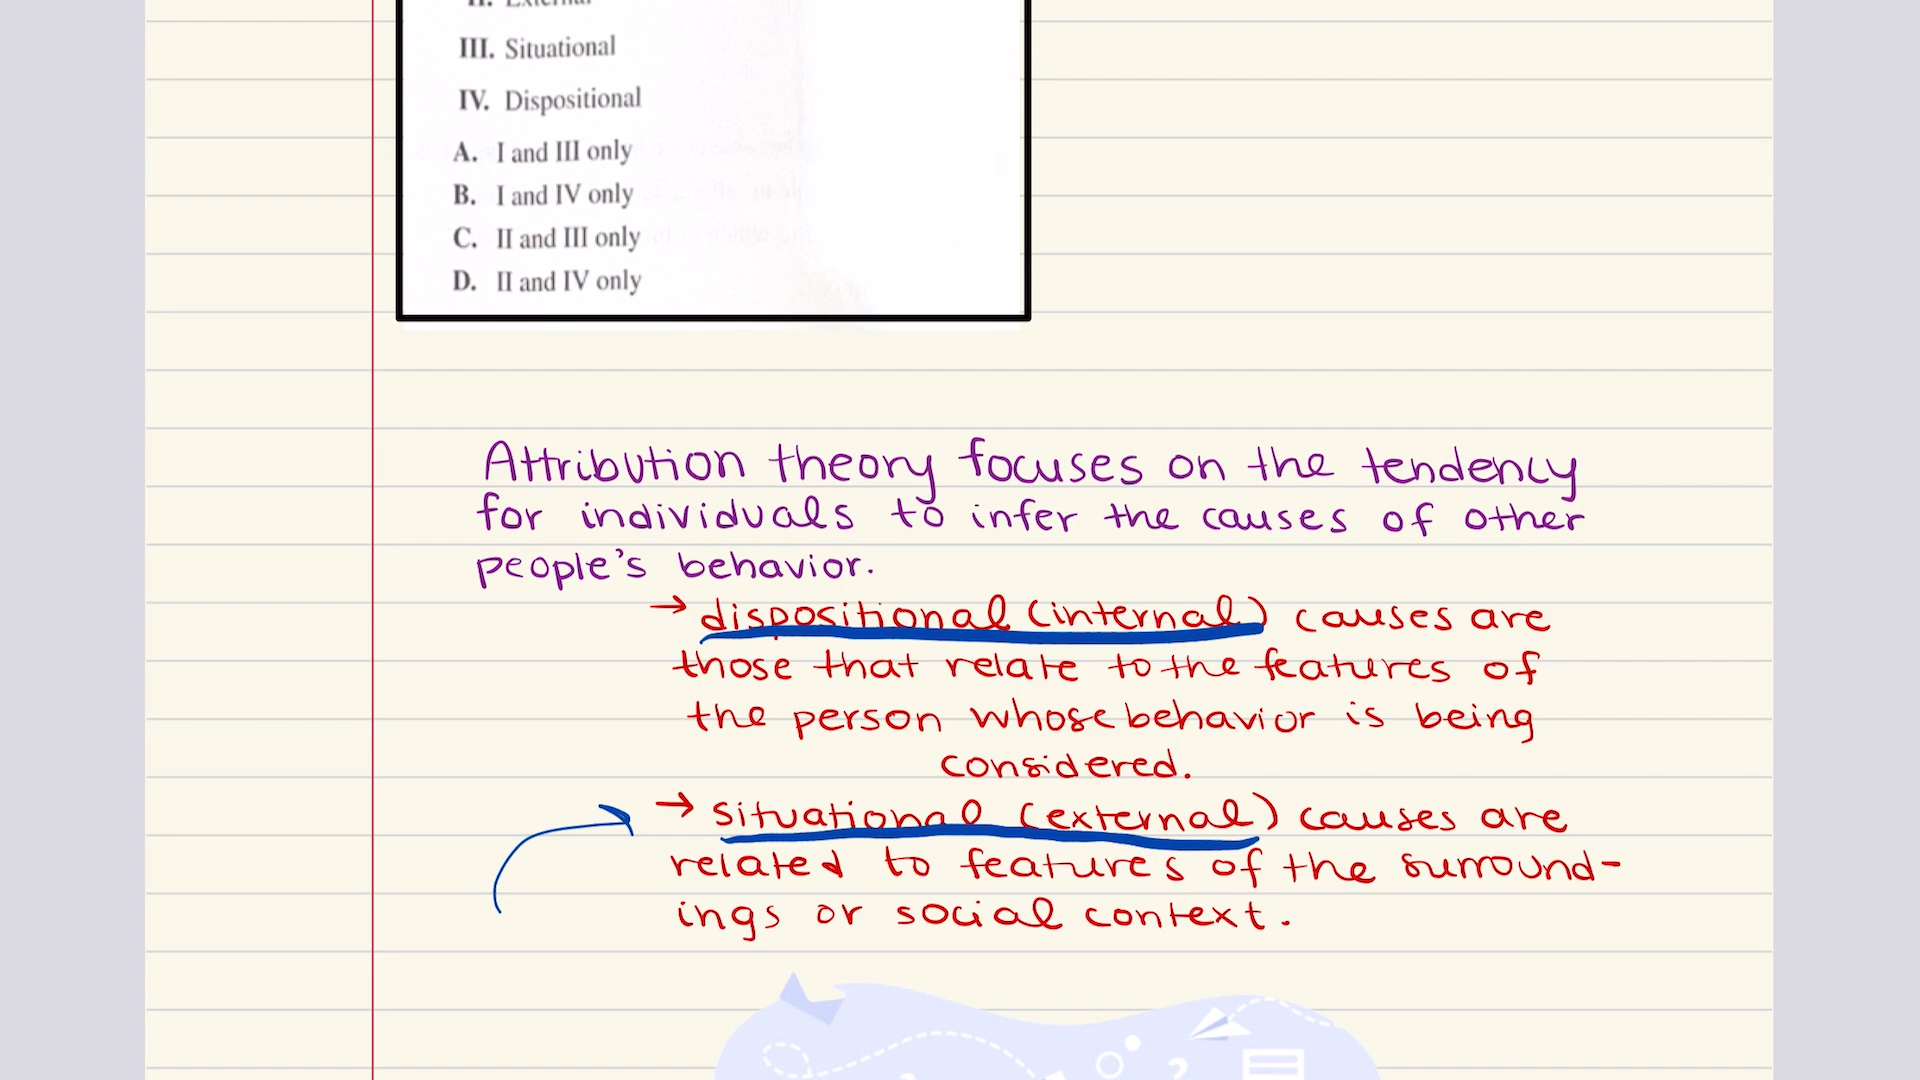 II. External
III. Situational
IV. Dispositional
A. I and III only
B. I and IV only
C. II and III only
D. II and IV only
Attribution theory focuses on the tendency
for individuals to infer the causes of other
people's behavior.
→ dispositional (internal) causes are
those that relate to the features of
the person whose behavior is being
considered.
→ situational (external) causes are
related to features of the surround-
ings or social context.
?